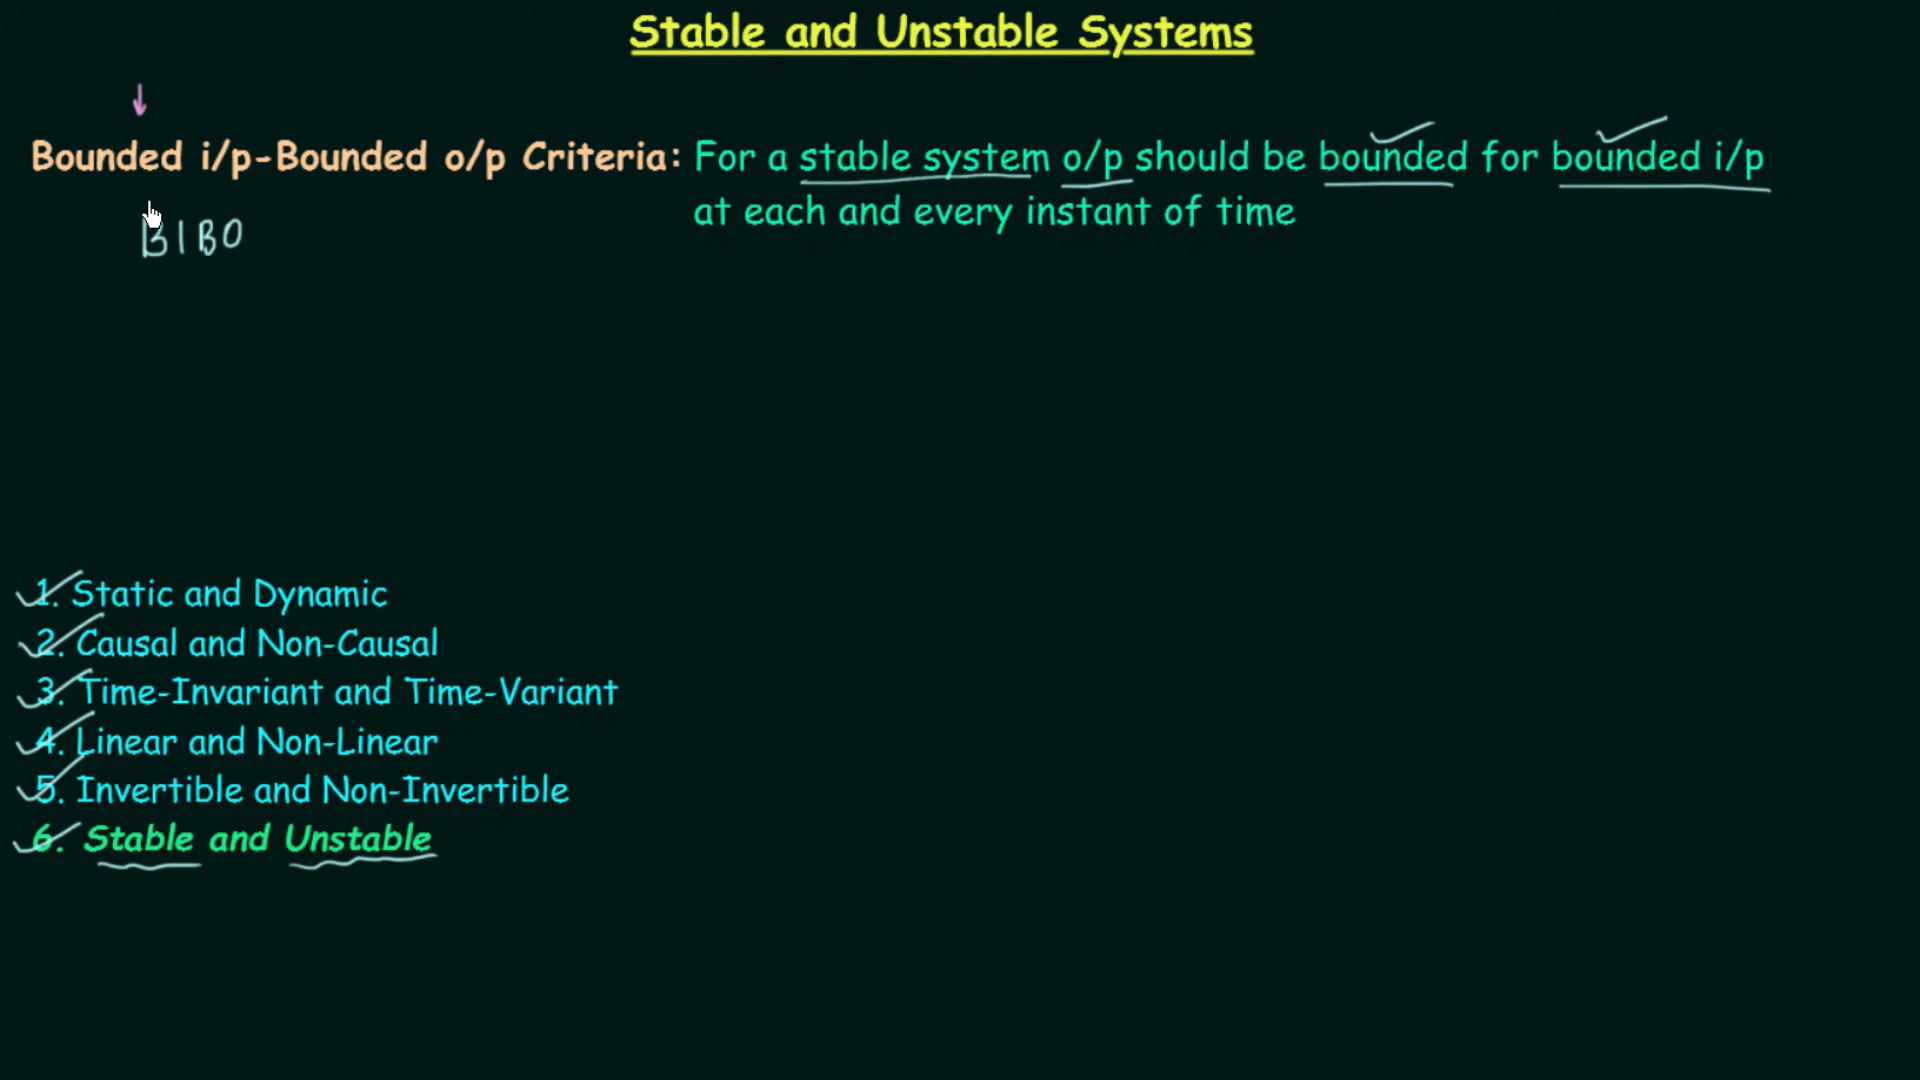 Stable and Unstable Systems
Bounded i/p-Bounded o/p Criteria: For a stable system o/p should be bounded for bounded i/p
at each and every instant of time
BIBO
1. Static and Dynamic
2. Causal and Non-Causal
3. Time-Invariant and Time-Variant
4. Linear and Non-Linear
5. Invertible and Non-Invertible
6. Stable and Unstable